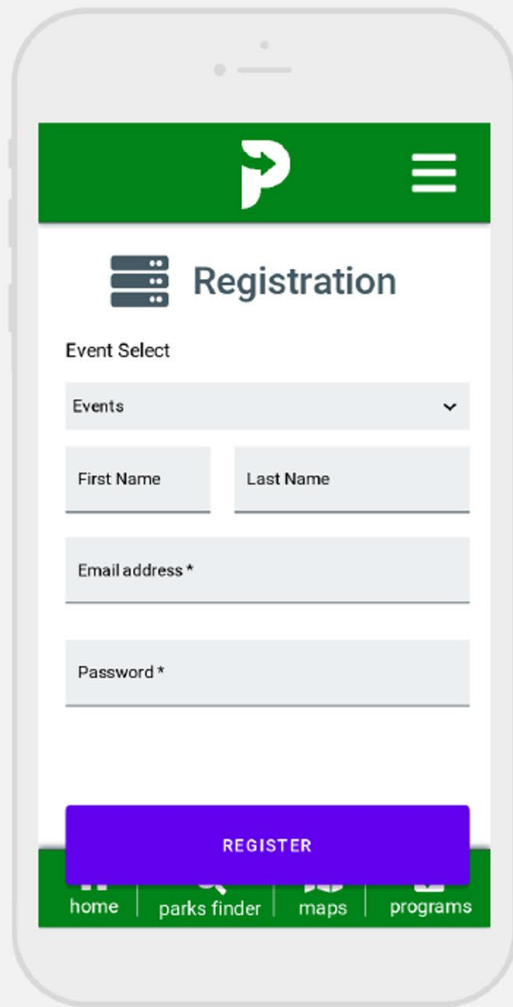 P
Registration
Event Select
Events
First Name Last Name
Email address *
Password *
REGISTER
home parks finder maps programs